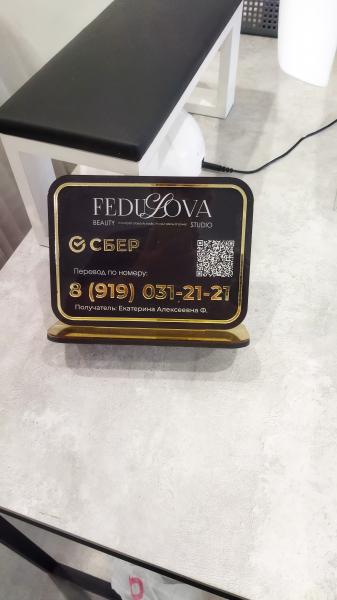 FEDULOVA
BEAUTY STUDIO
СБЕР
Перевод по номеру:
8 (919) 031-21-21
Получатель: Екатерина Алексеевна Ф.